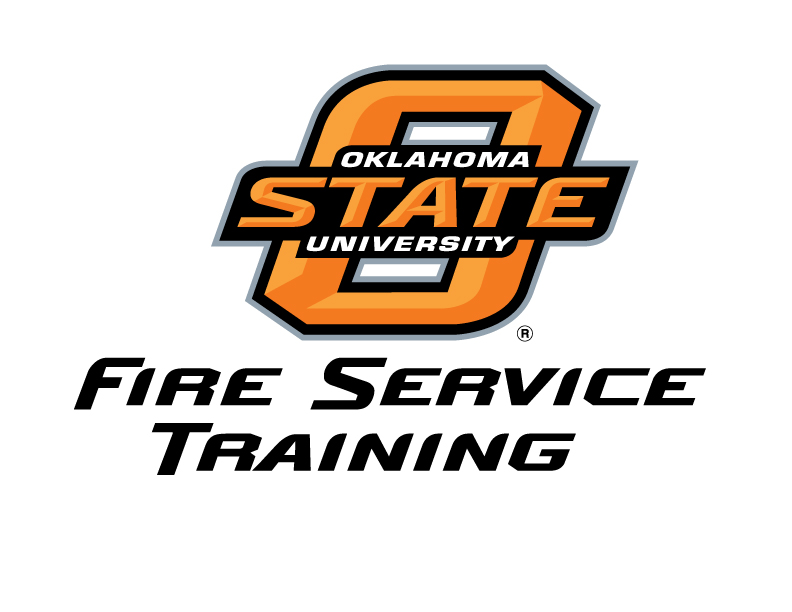 OKLAHOMA
STATE
UNIVERSITY
®
FIRE SERVICE
TRAINING